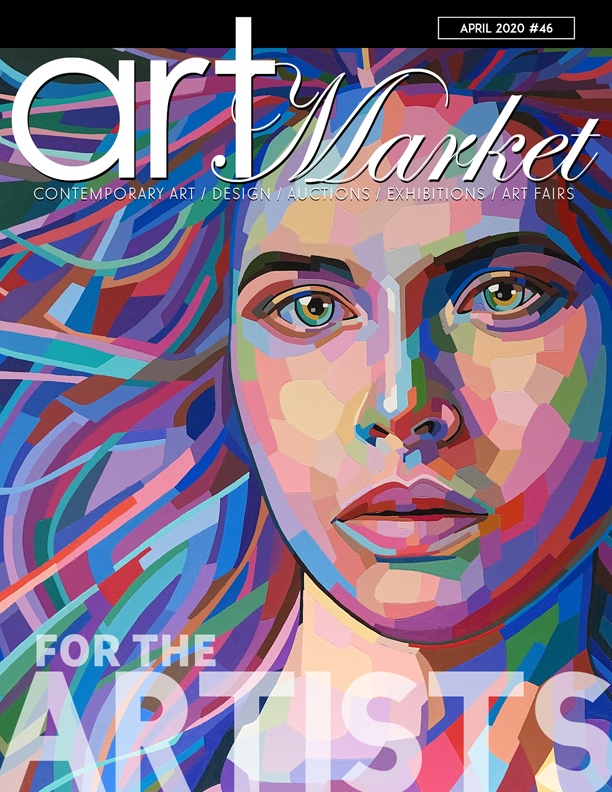 APRIL 2020 #46
art Market
CONTEMPORARY ART / DESIGN / AUCTIONS / EXHIBITIONS / ART FAIRS
FOR THE
ARTISTS